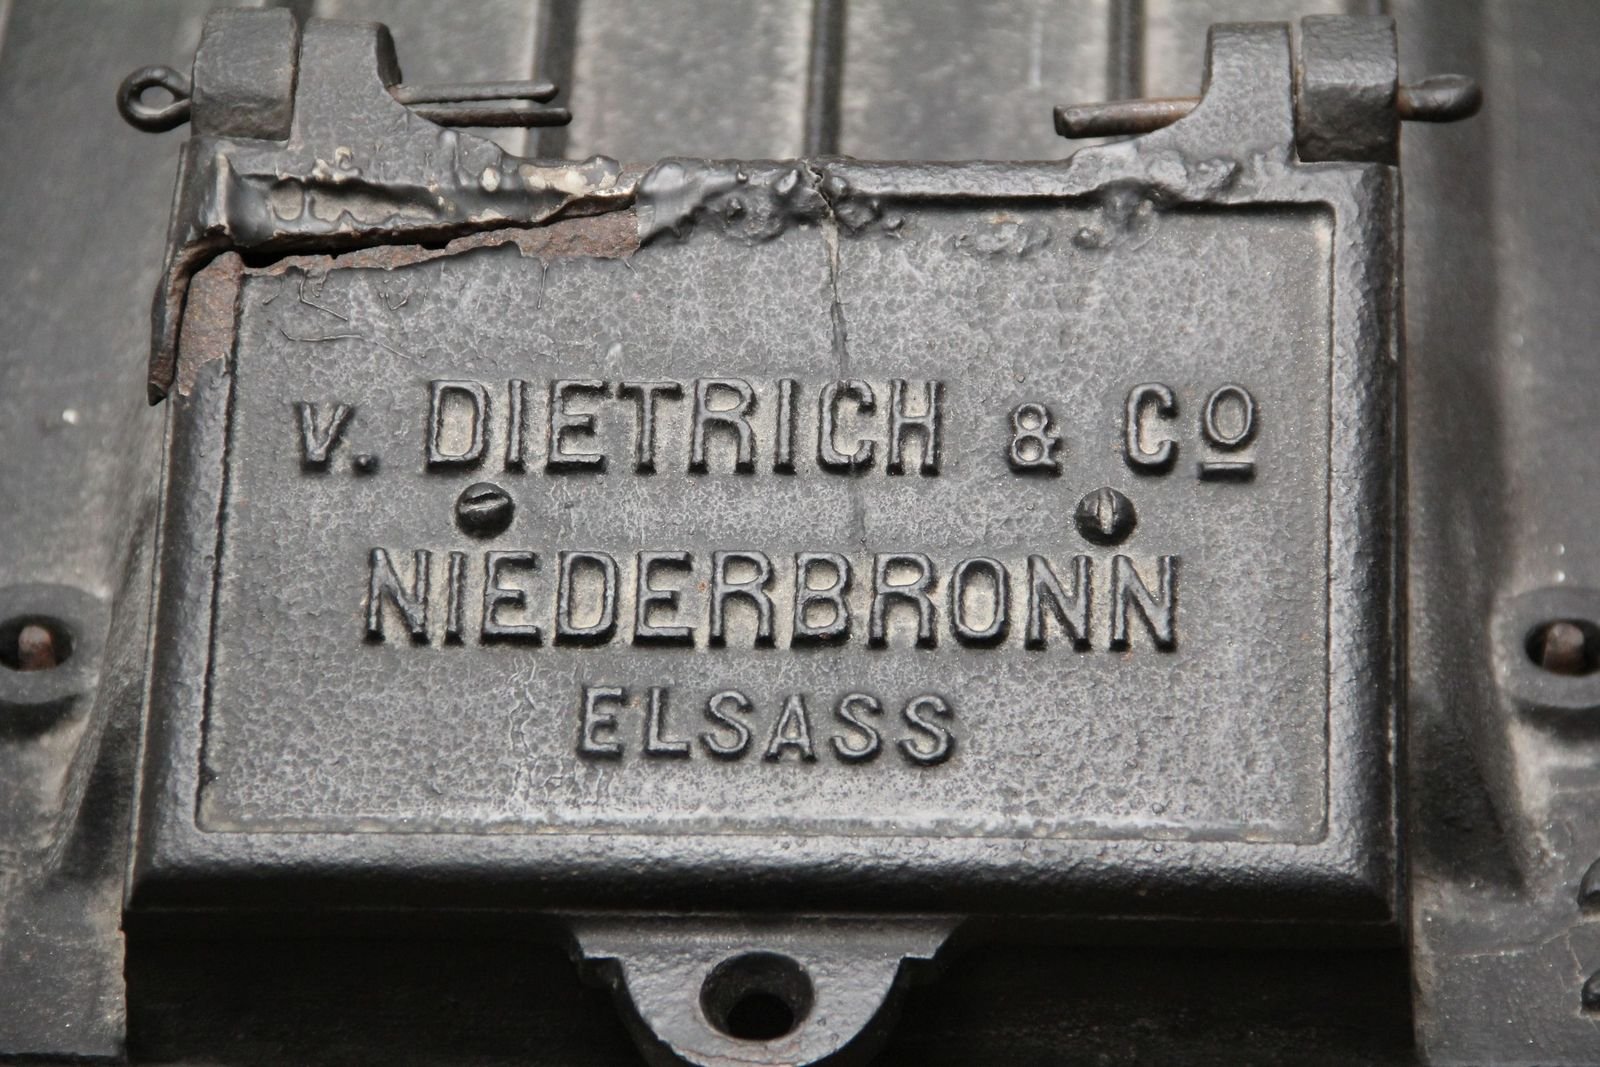 v. DIETRICH & Cº
NIEDERBRONN
ELSASS